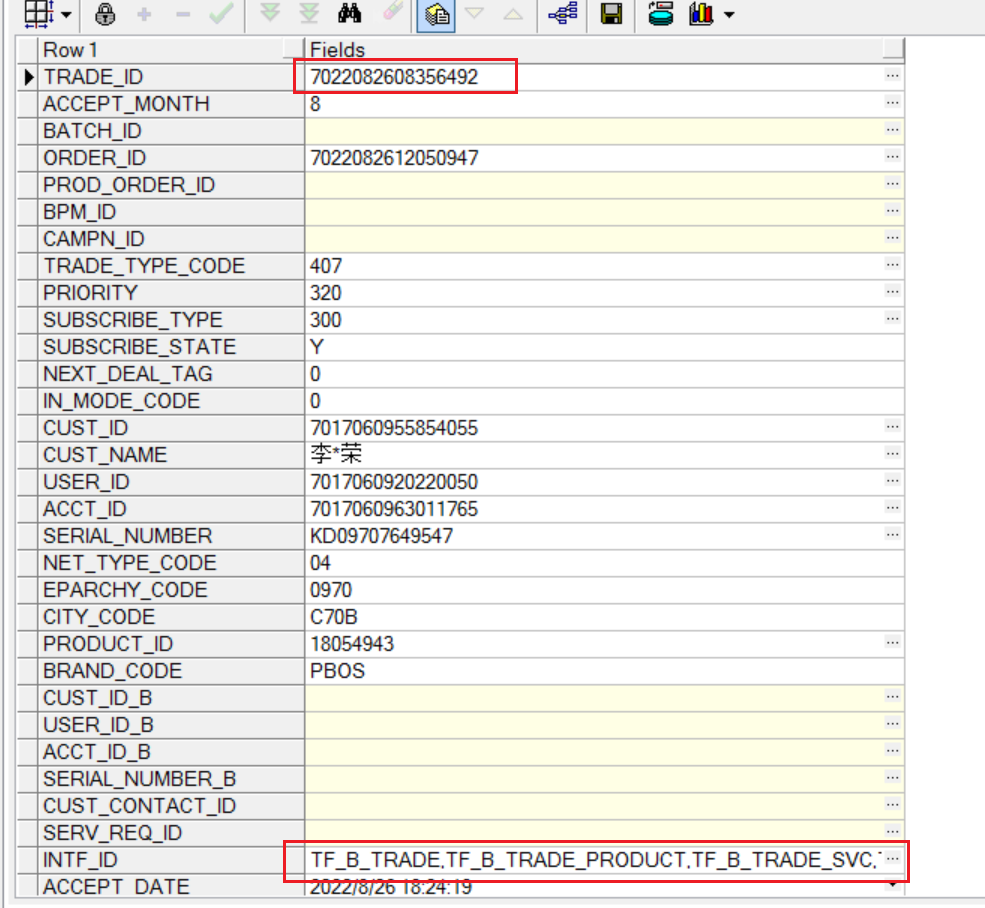 Row 1 Fields
TRADE_ID 7022082608356492
ACCEPT_MONTH 8
BATCH_ID
ORDER_ID 7022082612050947
PROD_ORDER_ID
BPM_ID
CAMPN_ID
TRADE_TYPE_CODE 407
PRIORITY 320
SUBSCRIBE_TYPE 300
SUBSCRIBE_STATE Y
NEXT_DEAL_TAG 0
IN_MODE_CODE 0
CUST_ID 7017060955854055
CUST_NAME 李*荣
USER_ID 7017060920220050
ACCT_ID 7017060963011765
SERIAL_NUMBER KD09707649547
NET_TYPE_CODE 04
EPARCHY_CODE 0970
CITY_CODE C70B
PRODUCT_ID 18054943
BRAND_CODE PBOS
CUST_ID_B
USER_ID_B
ACCT_ID_B
SERIAL_NUMBER_B
CUST_CONTACT_ID
SERV_REQ_ID
INTF_ID TF_B_TRADE,TF_B_TRADE_PRODUCT,TF_B_TRADE_SVC,
ACCEPT_DATE 2022/8/26 18:24:19